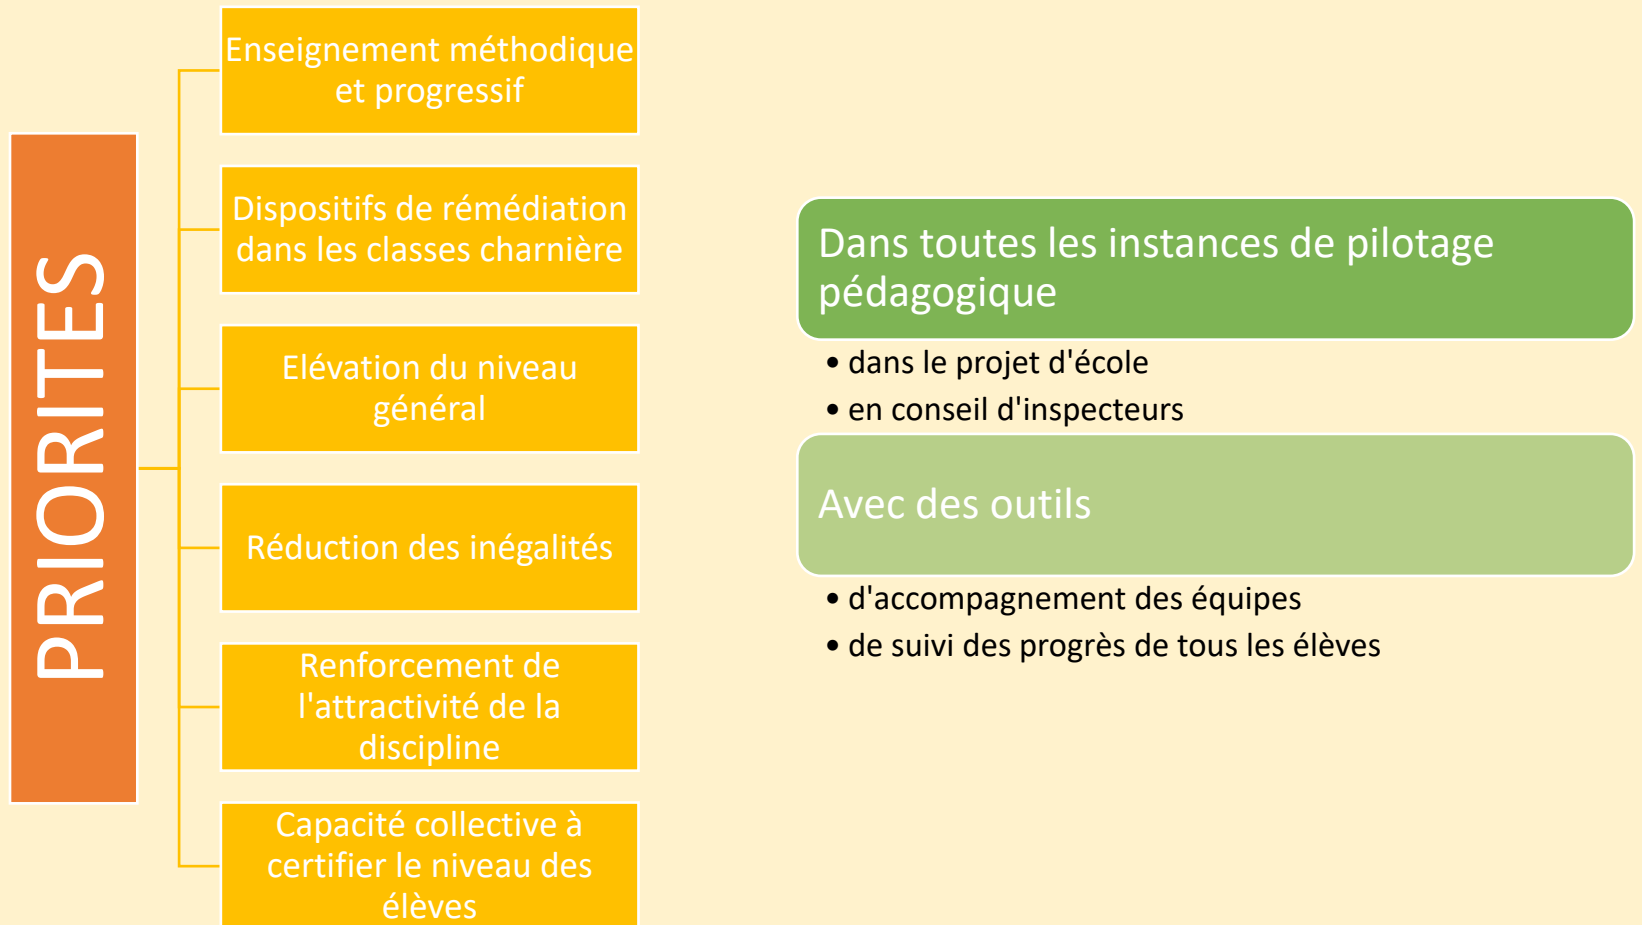 PRIORITES
Enseignement méthodique
et progressif
Dispositifs de rémédiation
dans les classes charnière
Elévation du niveau
général
Réduction des inégalités
Renforcement de
l'attractivité de la
discipline
Capacité collective à
certifier le niveau des
élèves
Dans toutes les instances de pilotage
pédagogique
• dans le projet d'école
• en conseil d'inspecteurs
Avec des outils
• d'accompagnement des équipes
• de suivi des progrès de tous les élèves